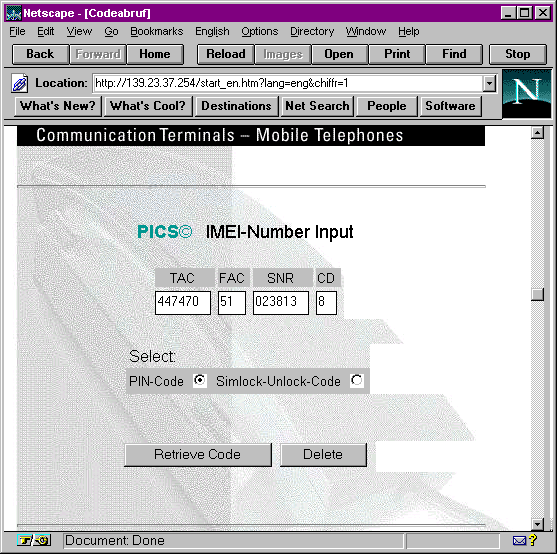 Netscape - [Codeabruf]
File Edit View Go Bookmarks English Options Directory Window Help
Back Forward Home Reload Images Open Print Find Stop
Location: http://139.23.37.254/start_en.htm?lang=eng&chiffr=1
N
What's New? What's Cool? Destinations Net Search People Software
Communication Terminals – Mobile Telephones
PICS© IMEI-Number Input
TAC FAC SNR CD
447470 51 023813 8
Select:
PIN-Code Simlock-Unlock-Code
Retrieve Code Delete
Document: Done
?